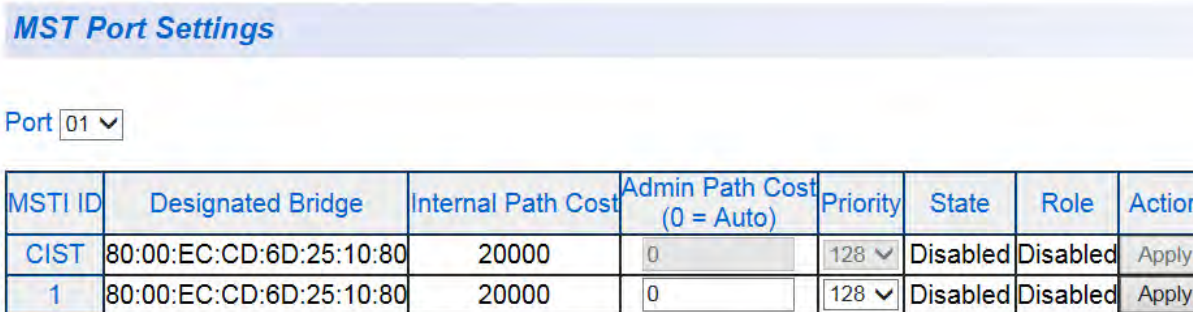 MST Port Settings
Port 01
MSTI ID Designated Bridge Internal Path Cost Admin Path Cost (0 = Auto) Priority State Role Action
CIST 80:00:EC:CD:6D:25:10:80 20000 0 128 Disabled Disabled Apply
1 80:00:EC:CD:6D:25:10:80 20000 0 128 Disabled Disabled Apply